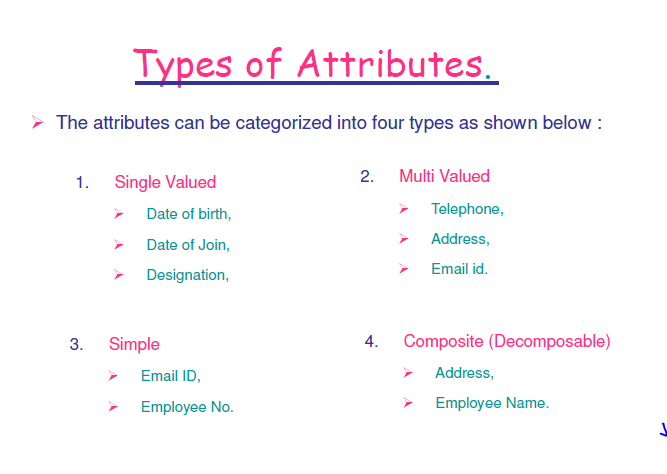 Types of Attributes.
➢ The attributes can be categorized into four types as shown below :
1. Single Valued
➢ Date of birth,
➢ Date of Join,
➢ Designation,
2. Multi Valued
➢ Telephone,
➢ Address,
➢ Email id.
3. Simple
➢ Email ID,
➢ Employee No.
4. Composite (Decomposable)
➢ Address,
➢ Employee Name.